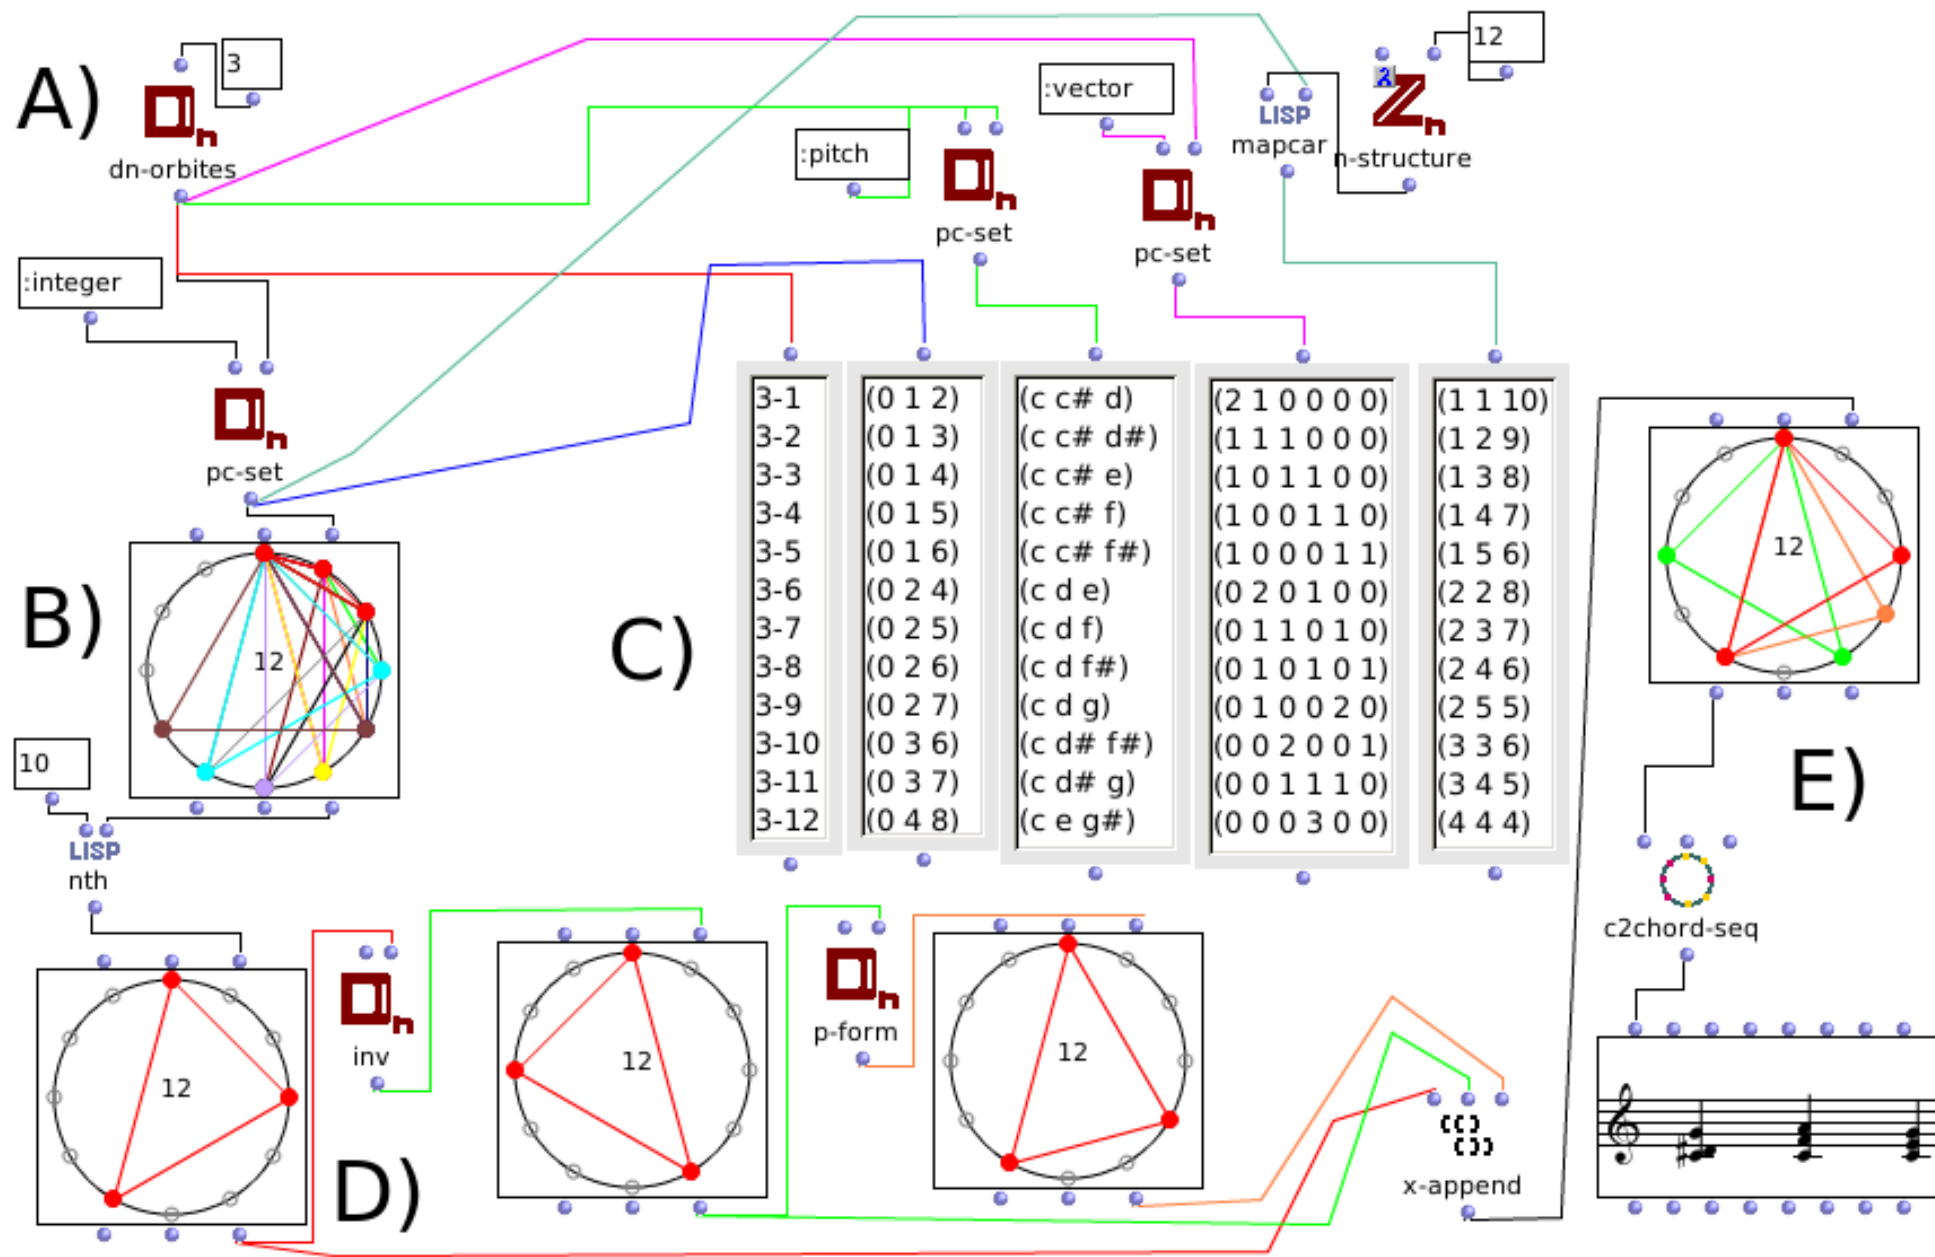 A)
3
dn-orbites
:integer
pc-set
:pitch
pc-set
:vector
pc-set
LISP
mapcar
n-structure
12
B)
12
10
LISP
nth
C)
3-1 (0 1 2) (c c# d) (2 1 0 0 0 0) (1 1 10)
3-2 (0 1 3) (c c# d#) (1 1 1 0 0 0) (1 2 9)
3-3 (0 1 4) (c c# e) (1 0 1 1 0 0) (1 3 8)
3-4 (0 1 5) (c c# f) (1 0 0 1 1 0) (1 4 7)
3-5 (0 1 6) (c c# f#) (1 0 0 0 1 1) (1 5 6)
3-6 (0 2 4) (c d e) (0 2 0 1 0 0) (2 2 8)
3-7 (0 2 5) (c d f) (0 1 1 0 1 0) (2 3 7)
3-8 (0 2 6) (c d f#) (0 1 0 1 0 1) (2 4 6)
3-9 (0 2 7) (c d g) (0 1 0 0 2 0) (2 5 5)
3-10 (0 3 6) (c d# f#) (0 0 2 0 0 1) (3 3 6)
3-11 (0 3 7) (c d# g) (0 0 1 1 1 0) (3 4 5)
3-12 (0 4 8) (c e g#) (0 0 0 3 0 0) (4 4 4)
D)
12
inv
12
p-form
12
x-append
E)
12
c2chord-seq